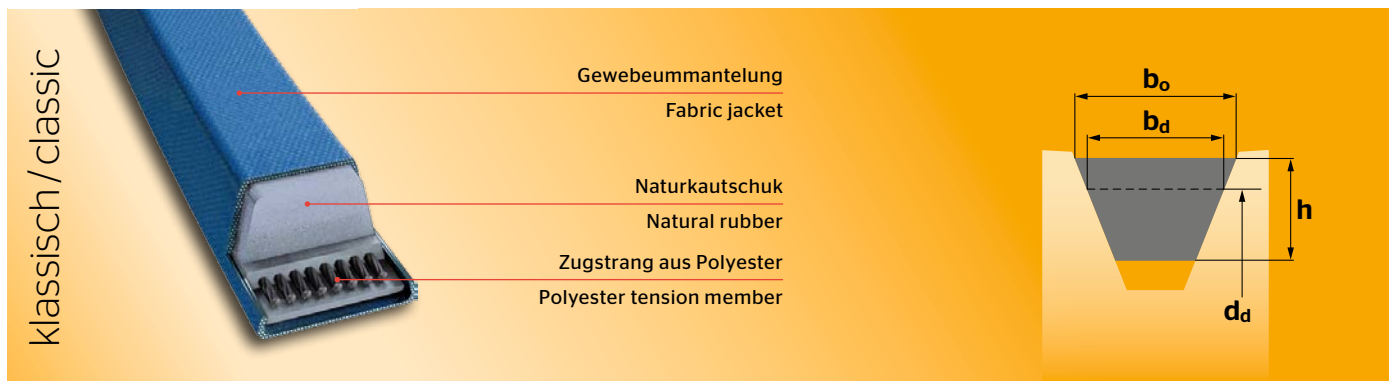 klassisch / classic
Gewebeummantelung
Fabric jacket
Naturkautschuk
Natural rubber
Zugstrang aus Polyester
Polyester tension member
bo
bd
h
dd